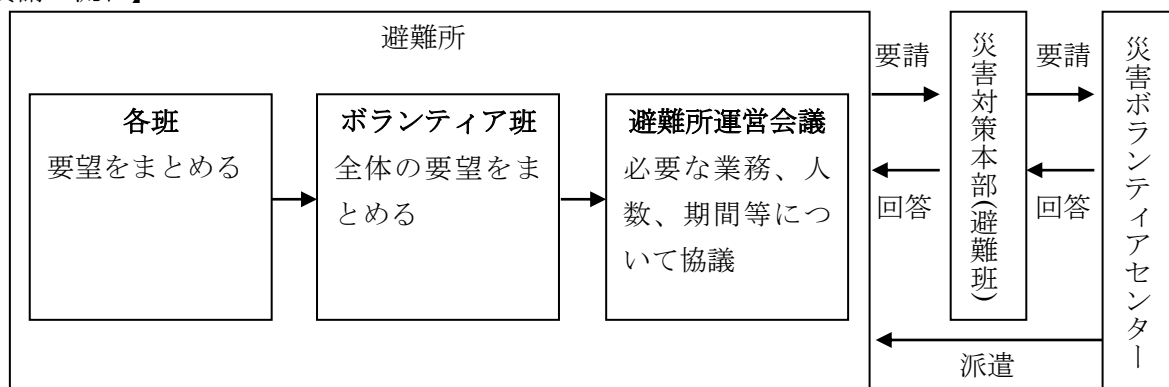 避難所
各班
要望をまとめる
ボランティア班
全体の要望をま
とめる
避難所運営会議
必要な業務、人
数、期間等につ
いて協議
要請
回答
災害対策本部(避難班)
要請
回答
災害ボランティアセンター
派遣